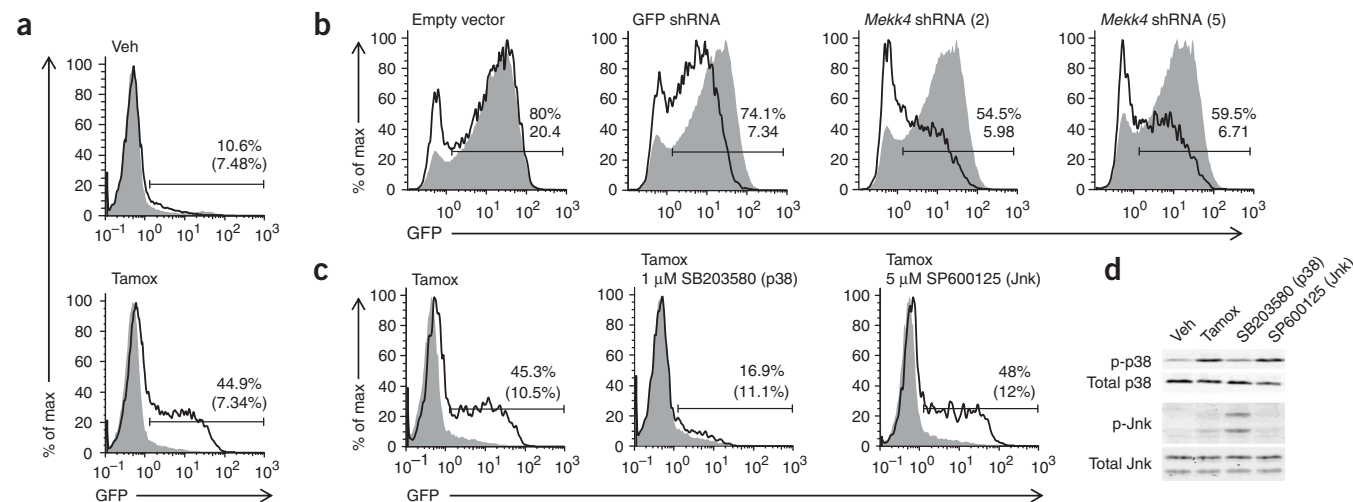 a
Veh
100
80
60
40
20
0
10.6%
(7.48%)
10⁻¹ 10⁰ 10¹ 10² 10³
Tamox
100
80
60
40
20
0
44.9%
(7.34%)
10⁻¹ 10⁰ 10¹ 10² 10³
% of max
GFP
b
Empty vector
100
80
60
40
20
0
80%
20.4
10⁰ 10¹ 10² 10³
GFP shRNA
100
80
60
40
20
0
74.1%
7.34
10⁰ 10¹ 10² 10³
Mekk4 shRNA (2)
100
80
60
40
20
0
54.5%
5.98
10⁰ 10¹ 10² 10³
Mekk4 shRNA (5)
100
80
60
40
20
0
59.5%
6.71
10⁰ 10¹ 10² 10³
% of max
GFP
c
Tamox
100
80
60
40
20
0
45.3%
(10.5%)
10⁻¹ 10⁰ 10¹ 10² 10³
Tamox
1 μM SB203580 (p38)
100
80
60
40
20
0
16.9%
(11.1%)
10⁻¹ 10⁰ 10¹ 10² 10³
Tamox
5 μM SP600125 (Jnk)
100
80
60
40
20
0
48%
(12%)
10⁻¹ 10⁰ 10¹ 10² 10³
% of max
GFP
d
Veh
Tamox
SB203580 (p38)
SP600125 (Jnk)
p-p38
Total p38
p-Jnk
Total Jnk